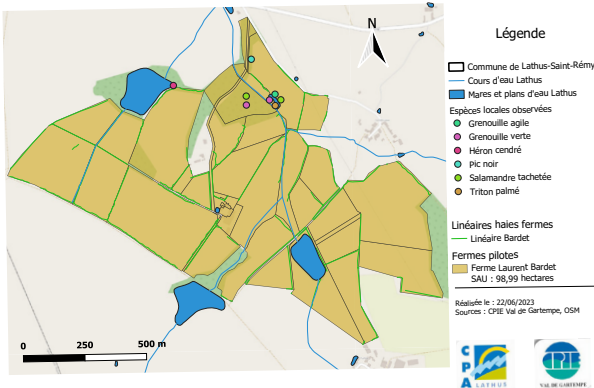 N
Légende
Commune de Lathus-Saint-Rémy
Cours d'eau Lathus
Mares et plans d'eau Lathus
Espèces locales observées
Grenouille agile
Grenouille verte
Héron cendré
Pic noir
Salamandre tachetée
Triton palmé
Linéaires haies fermes
Linéaire Bardet
Fermes pilotes
Ferme Laurent Bardet
SAU : 98,99 hectares
Réalisée le : 22/06/2023
Sources : CPIE Val de Gartempe, OSM
0 250 500 m
CPA LATHUS
CPIE
VAL DE GARTEMPE